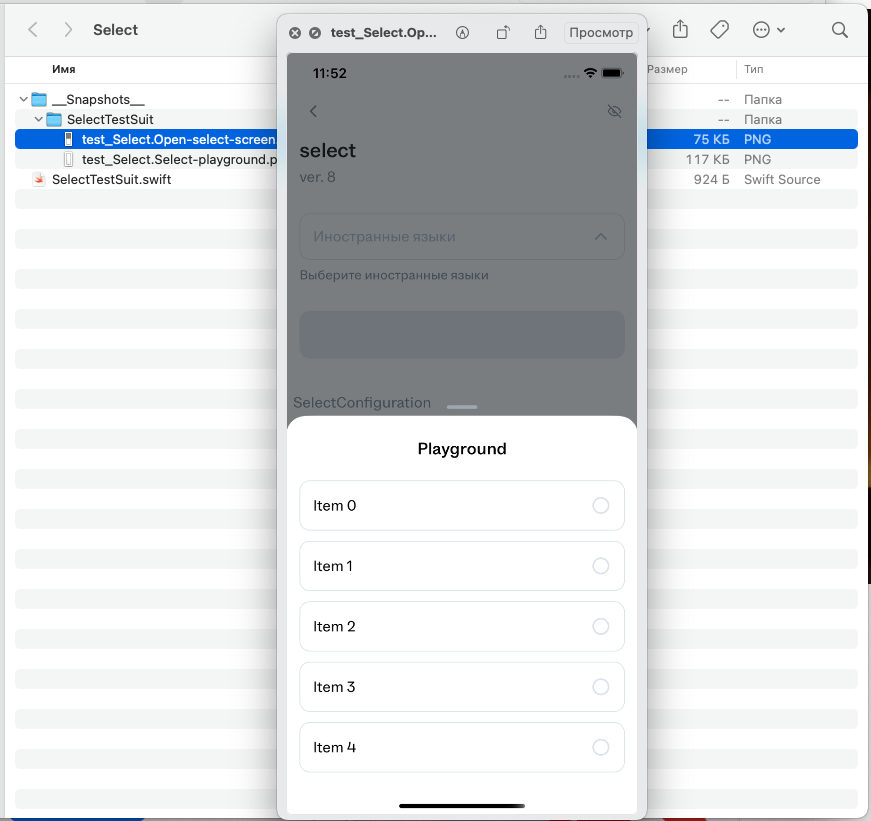 Select
test_Select.Op...
Просмотр
Имя
Размер
Тип
__Snapshots__
--
Папка
SelectTestSuit
--
Папка
test_Select.Open-select-screen.
75 КБ
PNG
test_Select.Select-playground.p
117 КБ
PNG
SelectTestSuit.swift
924 Б
Swift Source
11:52
select
ver. 8
Иностранные языки
Выберите иностранные языки
SelectConfiguration
Playground
Item 0
Item 1
Item 2
Item 3
Item 4